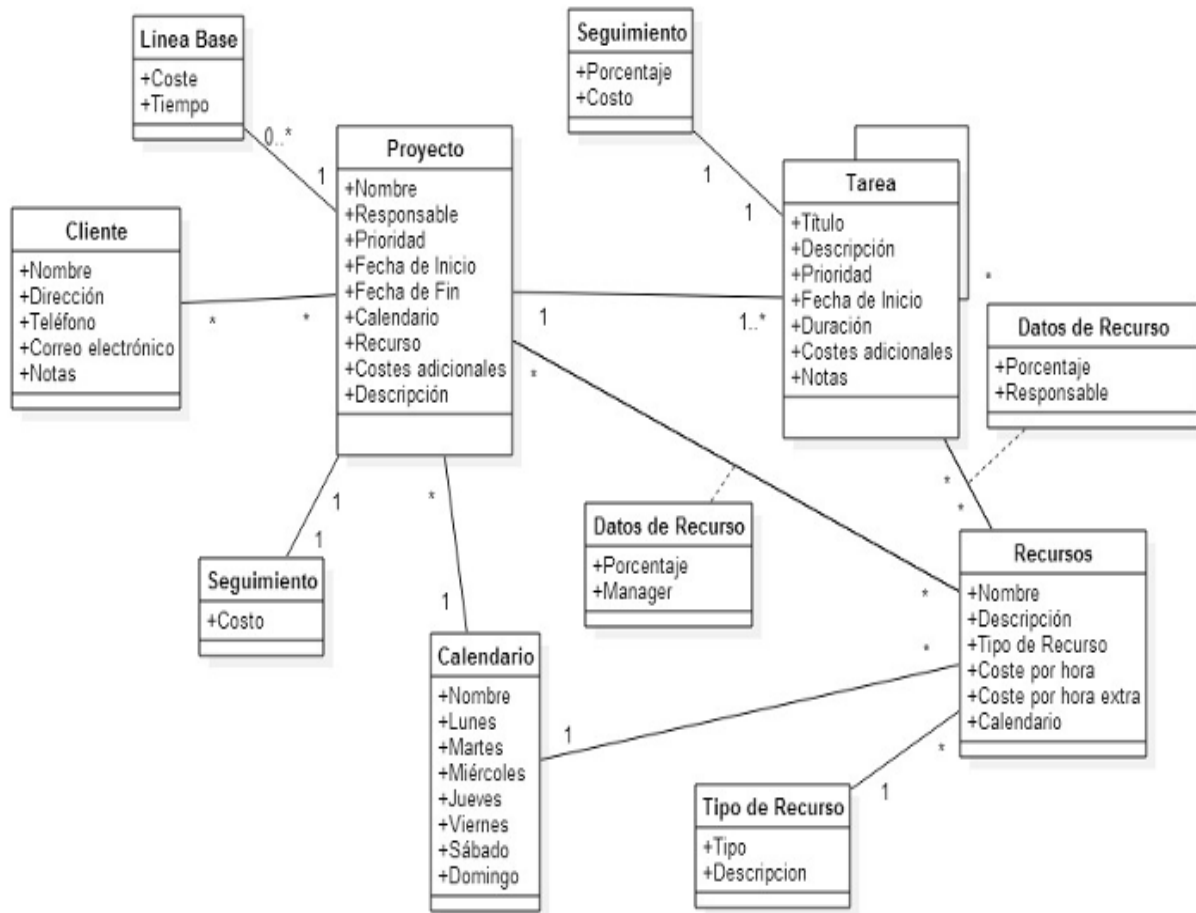 Línea Base
+Coste
+Tiempo
0..*
1
Seguimiento
+Porcentaje
+Costo
1
1
Proyecto
+Nombre
+Responsable
+Prioridad
+Fecha de Inicio
+Fecha de Fin
+Calendario
+Recurso
+Costes adicionales
+Descripción
Tarea
+Título
+Descripción
+Prioridad
+Fecha de Inicio
+Duración
+Costes adicionales
+Notas
*
Cliente
+Nombre
+Dirección
+Teléfono
+Correo electrónico
+Notas
*
*
1
1..*
Datos de Recurso
+Porcentaje
+Responsable
*
*
*
1
1
*
1
Seguimiento
+Costo
Datos de Recurso
+Porcentaje
+Manager
Recursos
+Nombre
+Descripción
+Tipo de Recurso
+Coste por hora
+Coste por hora extra
+Calendario
*
*
1
*
1
Calendario
+Nombre
+Lunes
+Martes
+Miércoles
+Jueves
+Viernes
+Sábado
+Domingo
Tipo de Recurso
+Tipo
+Descripcion